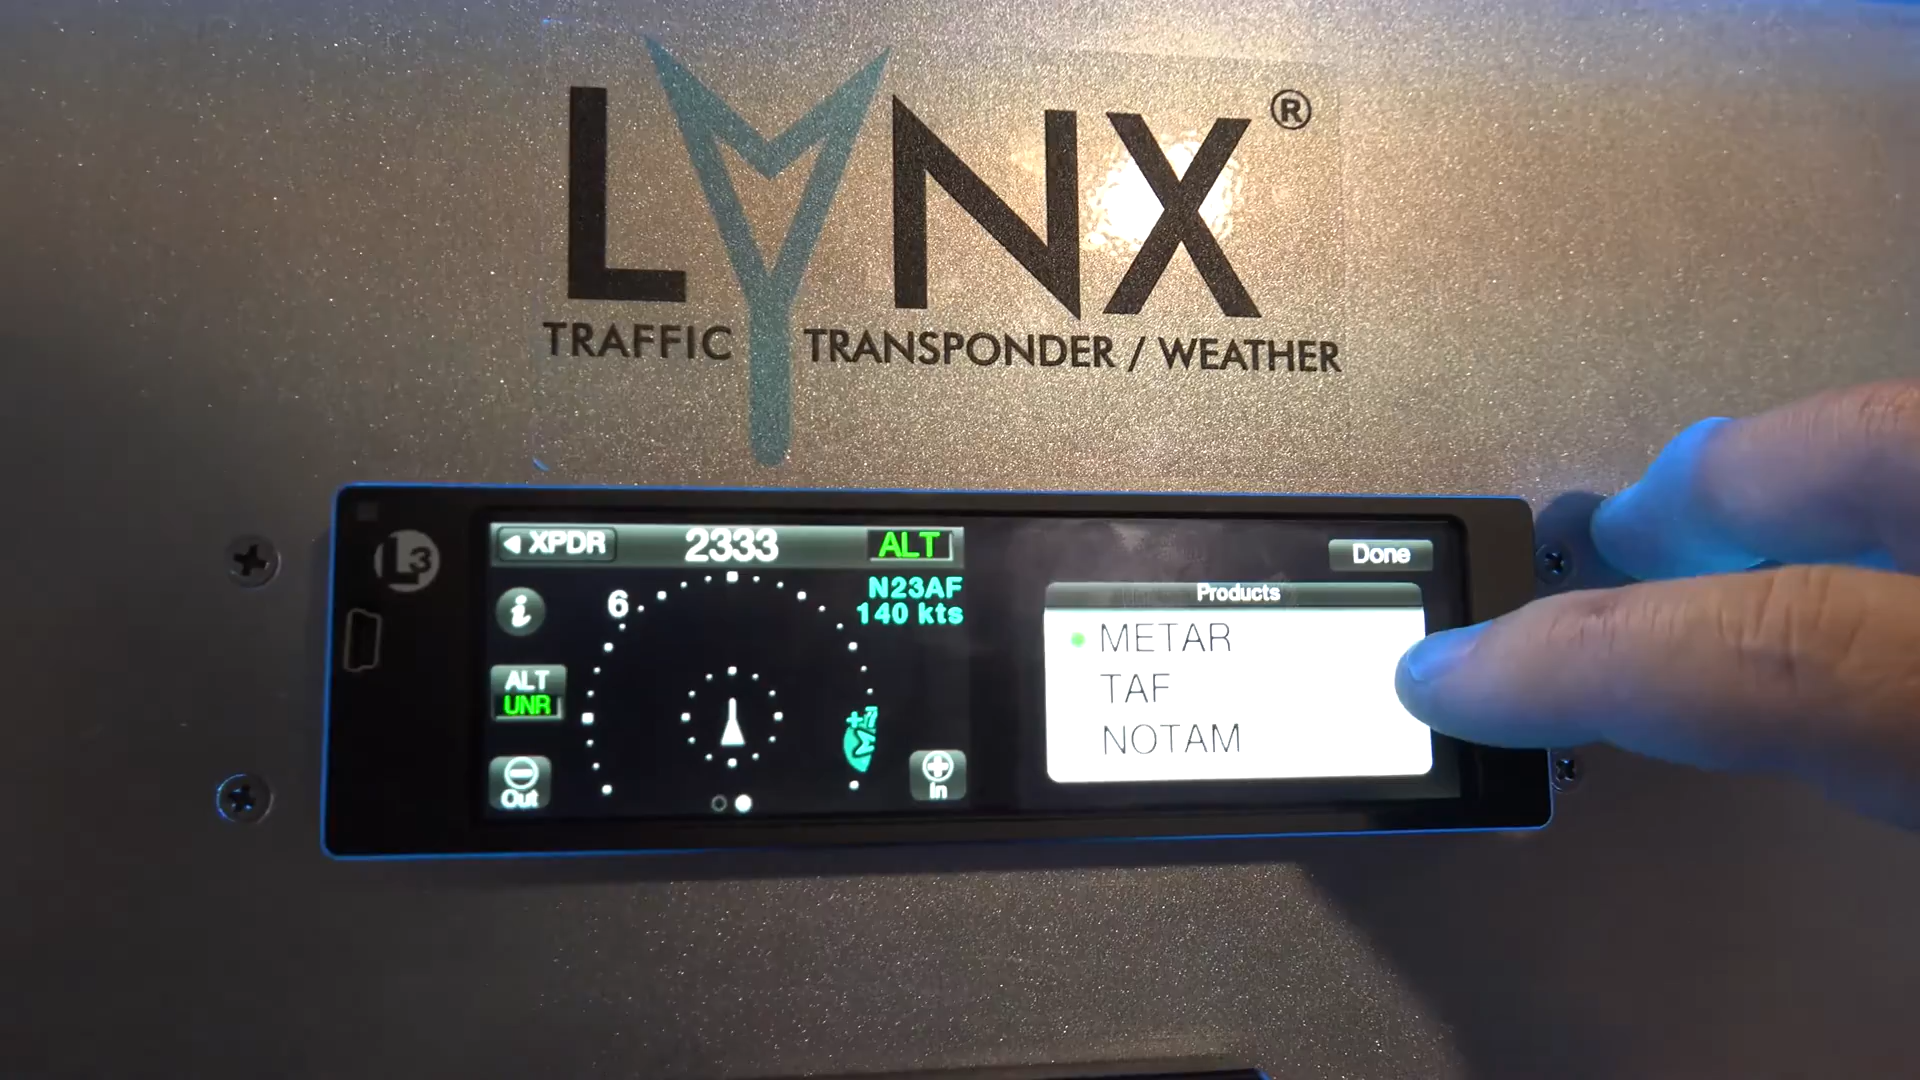 LYNX®
TRAFFIC TRANSPONDER / WEATHER
L3
XPDR 2333 ALT
Done
N23AF
140 kts
6
i
ALT
UNR
Out
In
Products
METAR
TAF
NOTAM